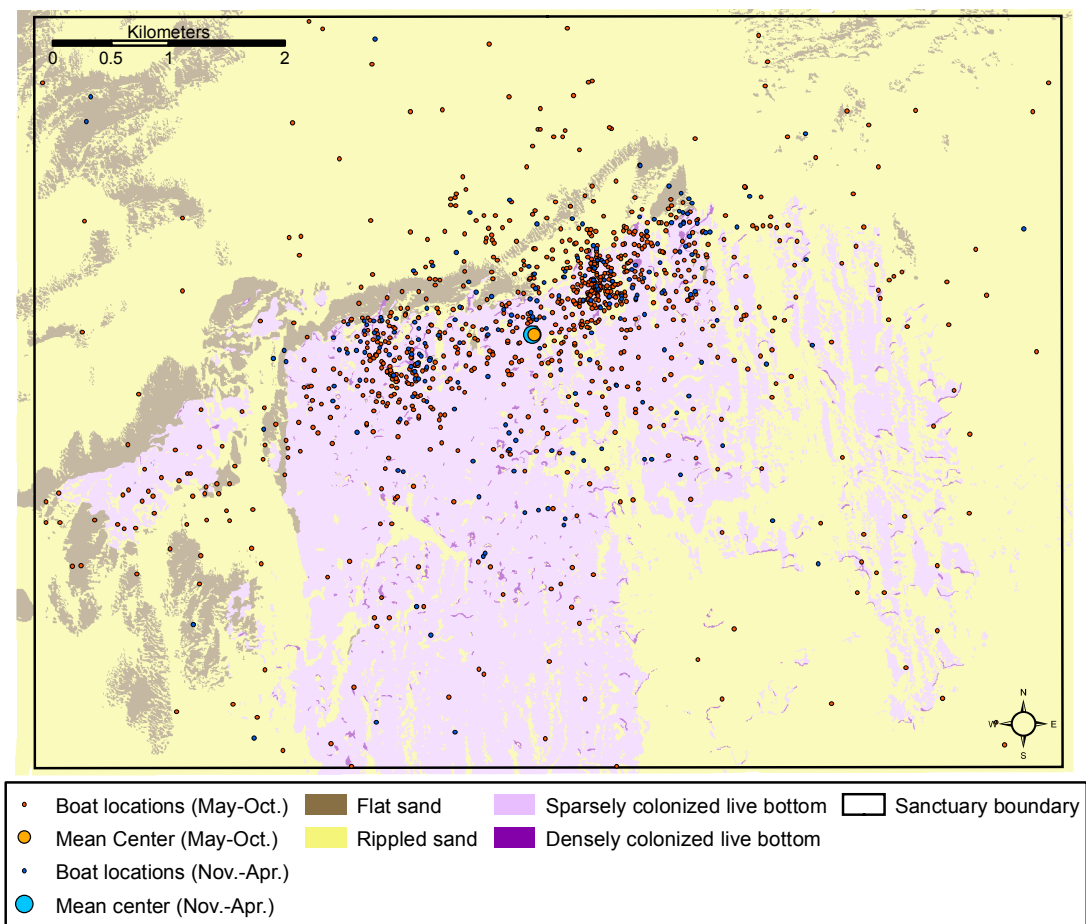 Kilometers
0 0.5 1 2
N
W E
S
Boat locations (May-Oct.)
Mean Center (May-Oct.)
Boat locations (Nov.-Apr.)
Mean center (Nov.-Apr.)
Flat sand
Rippled sand
Sparsely colonized live bottom
Densely colonized live bottom
Sanctuary boundary